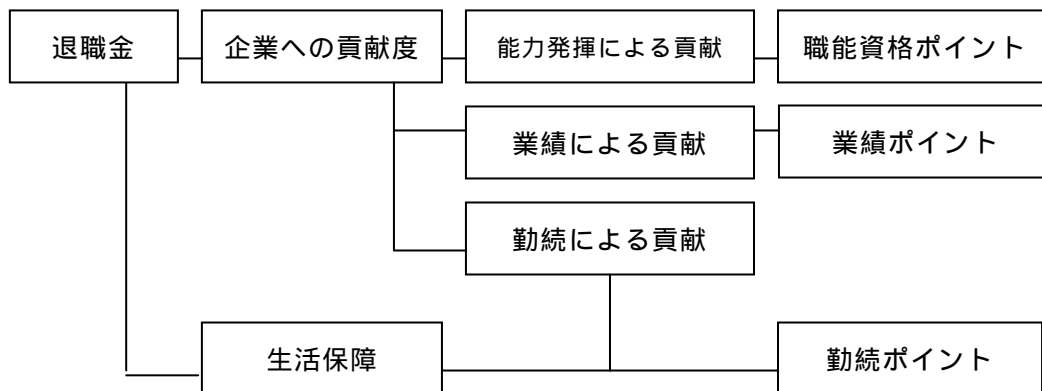 退職金
企業への貢献度
能力発揮による貢献
職能資格ポイント
業績による貢献
業績ポイント
勤続による貢献
生活保障
勤続ポイント